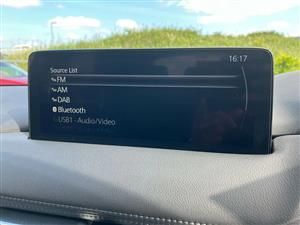 16:17
Source List
FM
AM
DAB
Bluetooth
USB1 - Audio/Video